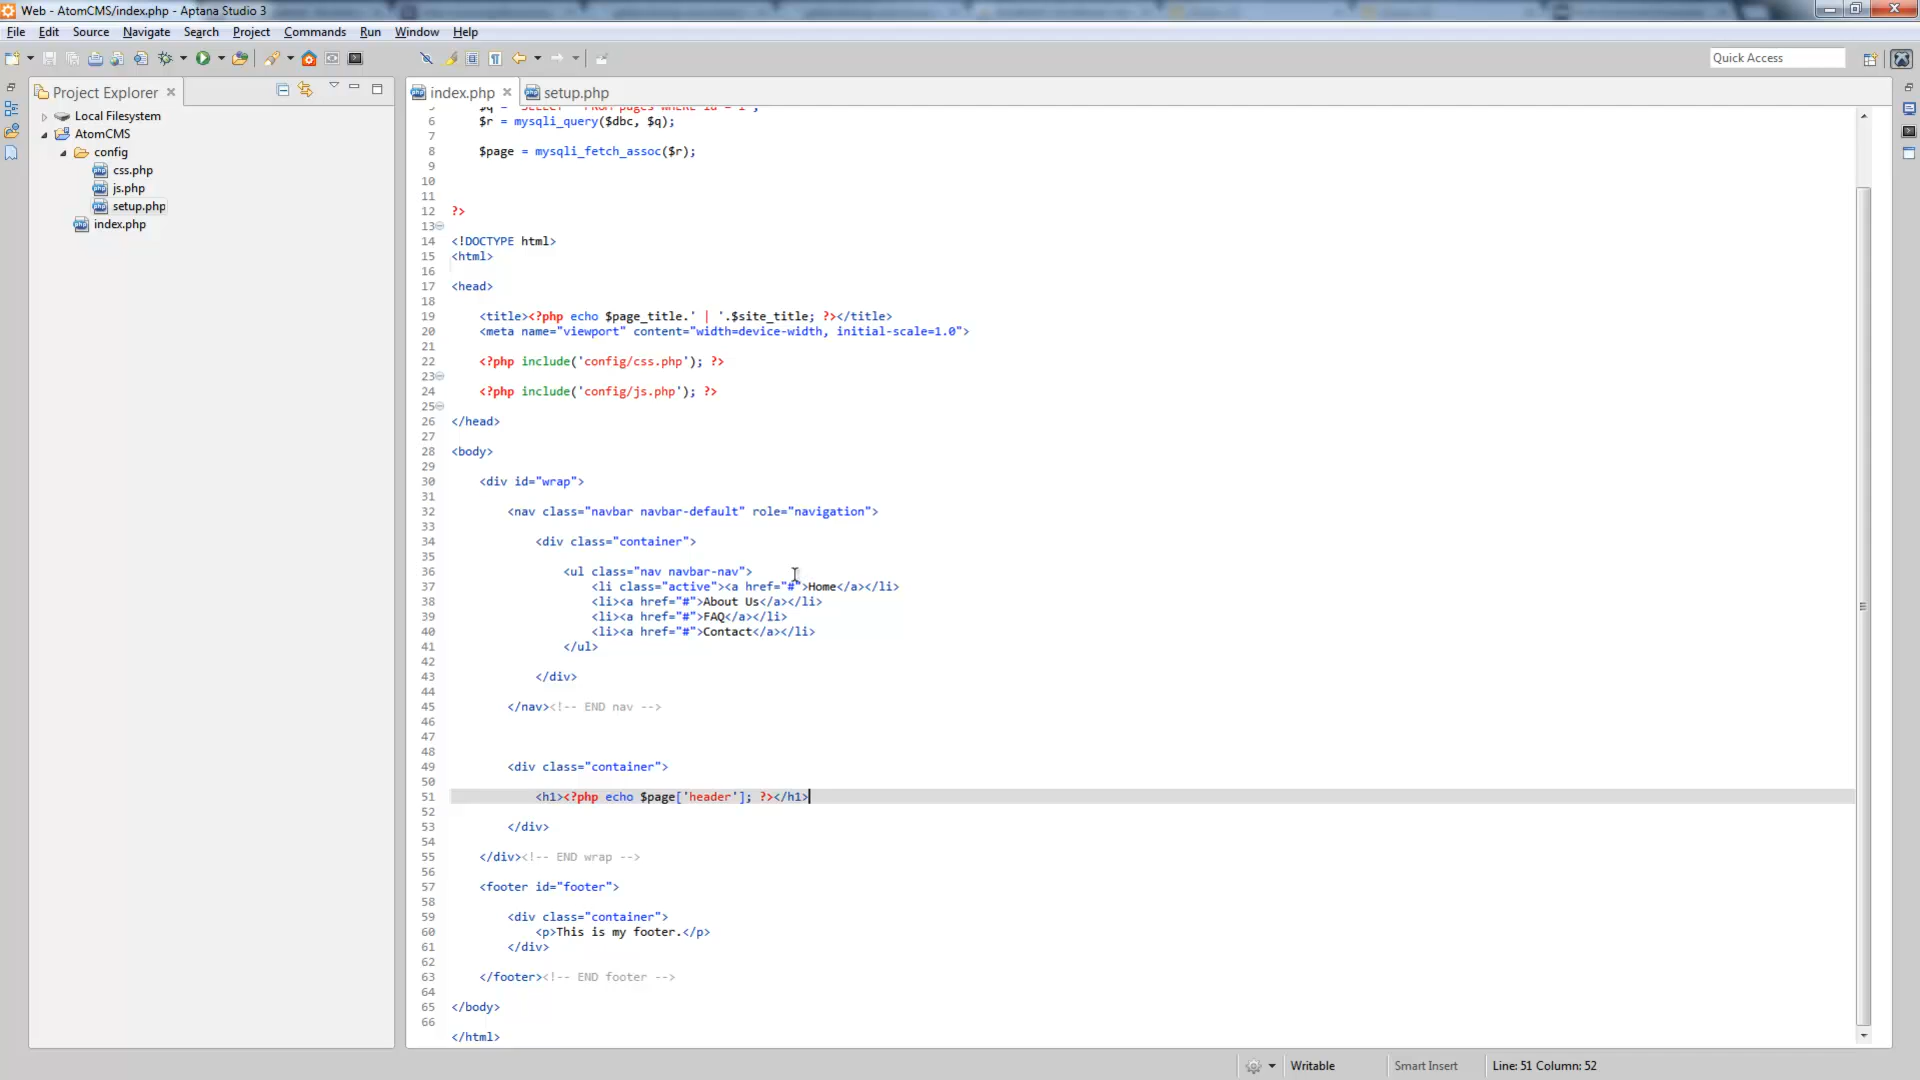 Web - AtomCMS/index.php - Aptana Studio 3
File Edit Source Navigate Search Project Commands Run Window Help
Quick Access
Project Explorer
Local Filesystem
AtomCMS
config
css.php
js.php
setup.php
index.php
index.php setup.php
6 $r = mysqli_query($dbc, $q);
7
8 $page = mysqli_fetch_assoc($r);
9
10
11
12 ?>
13
14 <!DOCTYPE html>
15 <html>
16
17 <head>
18
19 <title><?php echo $page_title.' | '.$site_title; ?></title>
20 <meta name="viewport" content="width=device-width, initial-scale=1.0">
21
22 <?php include('config/css.php'); ?>
23
24 <?php include('config/js.php'); ?>
25
26 </head>
27
28 <body>
29
30 <div id="wrap">
31
32 <nav class="navbar navbar-default" role="navigation">
33
34 <div class="container">
35
36 <ul class="nav navbar-nav">
37 <li class="active"><a href="#">Home</a></li>
38 <li><a href="#">About Us</a></li>
39 <li><a href="#">FAQ</a></li>
40 <li><a href="#">Contact</a></li>
41 </ul>
42
43 </div>
44
45 </nav><!-- END nav -->
46
47
48
49 <div class="container">
50
51 <h1><?php echo $page['header']; ?></h1>
52
53 </div>
54
55 </div><!-- END wrap -->
56
57 <footer id="footer">
58
59 <div class="container">
60 <p>This is my footer.</p>
61 </div>
62
63 </footer><!-- END footer -->
64
65 </body>
66
</html>
Writable Smart Insert Line: 51 Column: 52